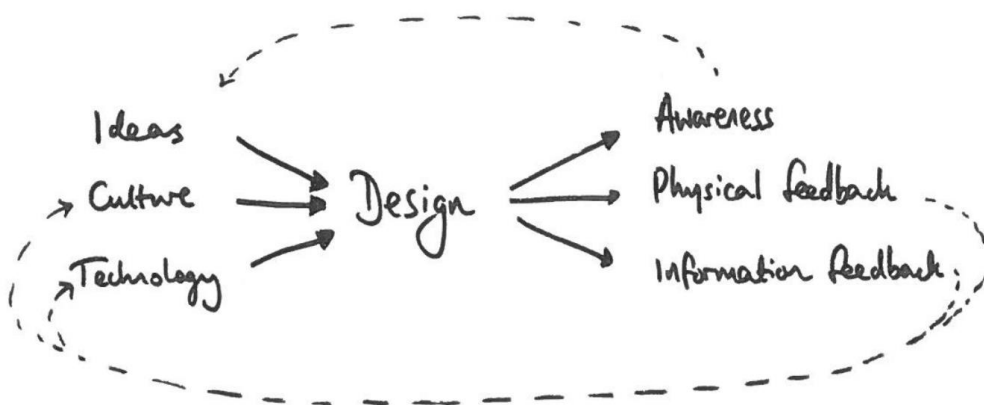 Ideas
Culture
Technology
Design
Awareness
Physical feedback
Information feedback